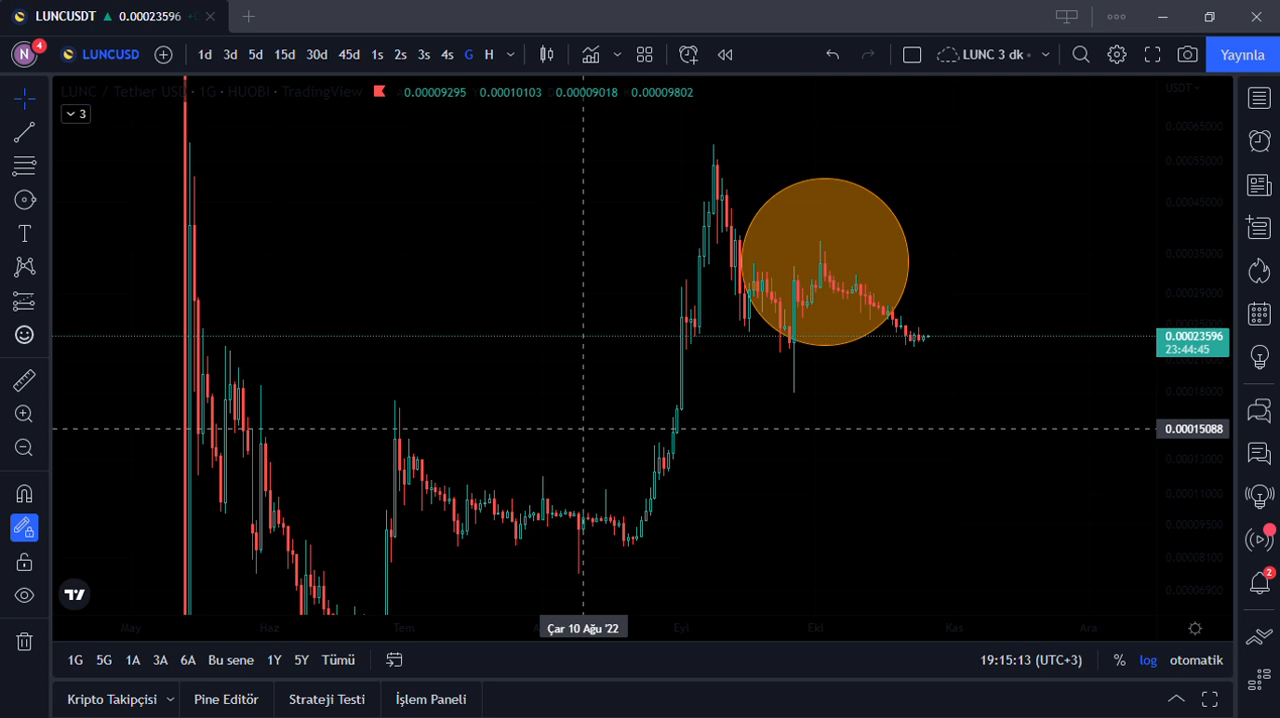 LUNCUSDT ▲ 0.00023596
N 4 LUNCUSD 1d 3d 5d 15d 30d 45d 1s 2s 3s 4s G H LUNC 3 dk Yayınla
LUNC / Tether USD · 1G · HUOBI · TradingView 0.00009295 0.00010103 0.00009018 0.00009802 USDT
3
0.00065000
0.00055000
0.00045000
0.00035000
0.00029000
0.00023596
23:44:45
0.00018000
0.00015088
0.00013000
0.00011000
0.00009500
0.00008100
0.00006900
2
May Haz Tem Çar 10 Ağu '22 Eyl Eki Kas Ara
1G 5G 1A 3A 6A Bu sene 1Y 5Y Tümü 19:15:13 (UTC+3) % log otomatik
Kripto Takipçisi Pine Editör Strateji Testi İşlem Paneli